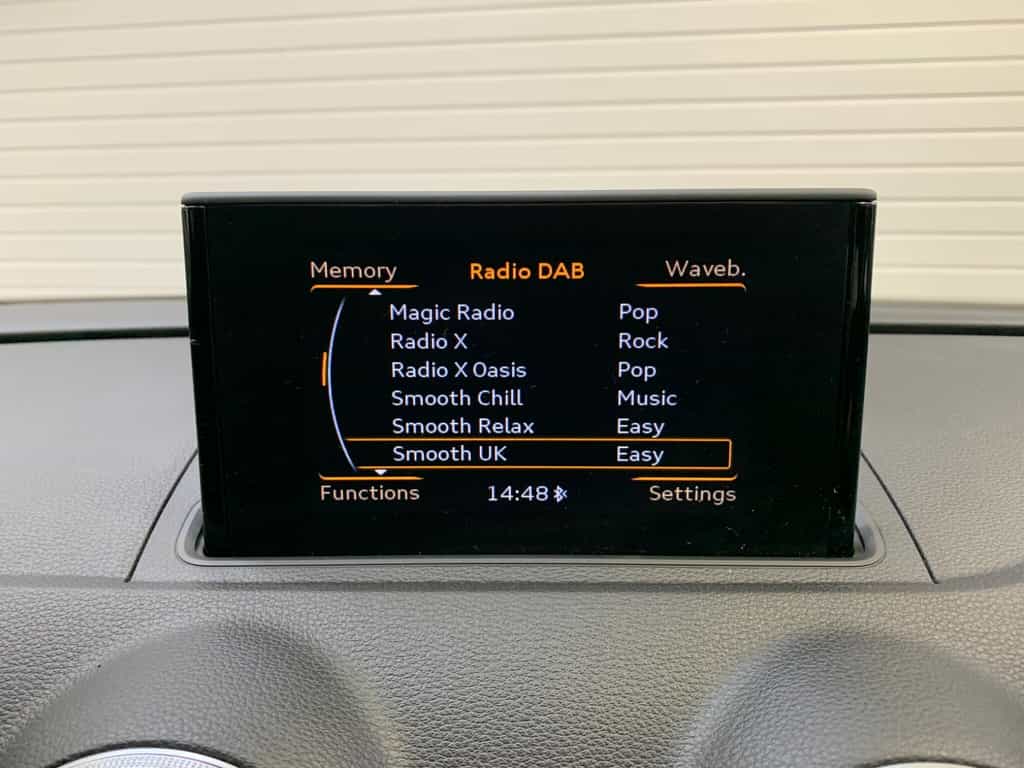 Memory Radio DAB Waveb.
Magic Radio Pop
Radio X Rock
Radio X Oasis Pop
Smooth Chill Music
Smooth Relax Easy
Smooth UK Easy
Functions 14:48 Settings